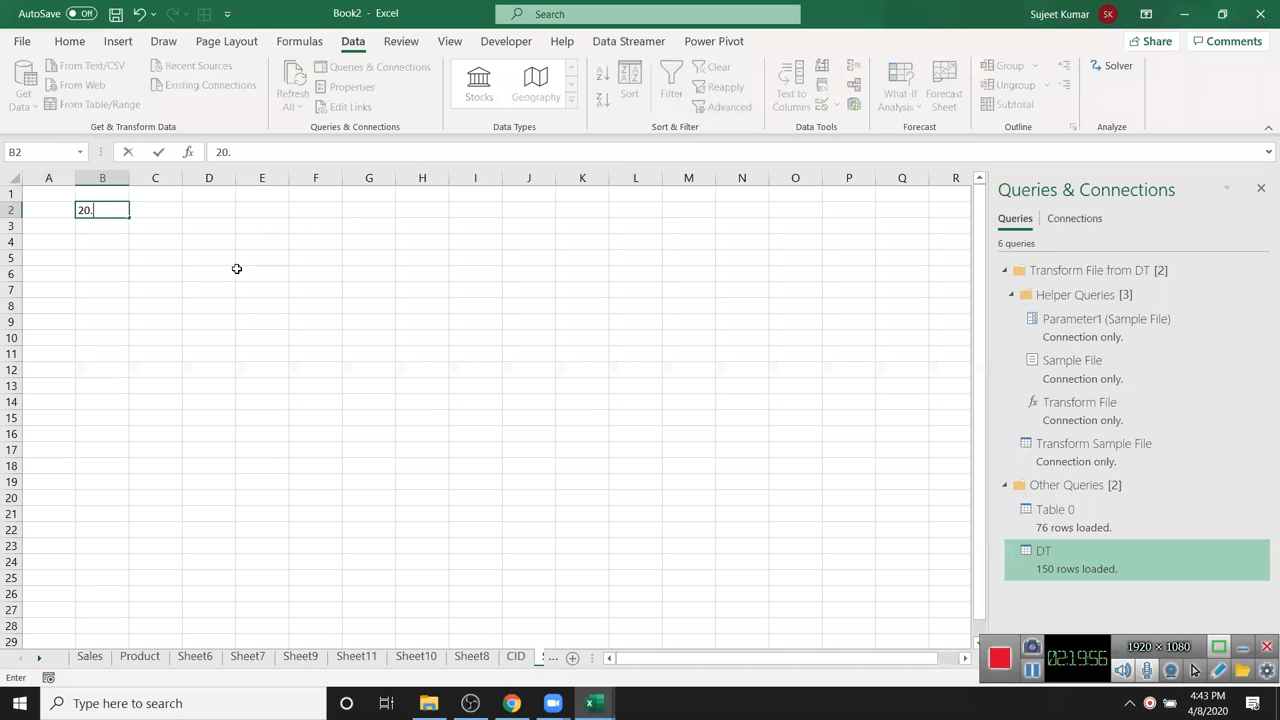 AutoSave Off Book2 - Excel Search Sujeet Kumar SK
File Home Insert Draw Page Layout Formulas Data Review View Developer Help Data Streamer Power Pivot Share Comments
Get Data From Text/CSV From Web From Table/Range Recent Sources Existing Connections
Refresh All Queries & Connections Properties Edit Links
Stocks Geography
Sort Filter Clear Reapply Advanced
Text to Columns
What-If Analysis Forecast Sheet
Group Ungroup Subtotal
Solver
Get & Transform Data Queries & Connections Data Types Sort & Filter Data Tools Forecast Outline Analyze
B2 fx 20.
A B C D E F G H I J K L M N O P Q R
1
2 20.
3
4
5
6
7
8
9
10
11
12
13
14
15
16
17
18
19
20
21
22
23
24
25
26
27
28
29
Queries & Connections
Queries Connections
6 queries
Transform File from DT [2]
Helper Queries [3]
Parameter1 (Sample File)
Connection only.
Sample File
Connection only.
fx Transform File
Connection only.
Transform Sample File
Connection only.
Other Queries [2]
Table 0
76 rows loaded.
DT
150 rows loaded.
Sales Product Sheet6 Sheet7 Sheet9 Sheet11 Sheet10 Sheet8 CID ...
02:19:56 1920 × 1080
Enter
Type here to search
4:43 PM
4/8/2020